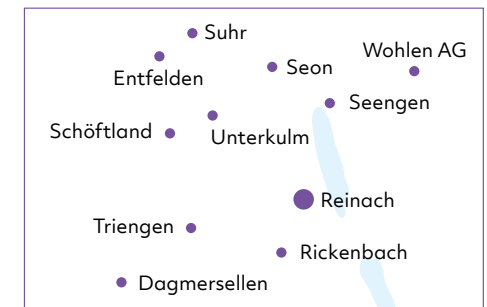 Suhr
Wohlen AG
Seon
Entfelden
Seengen
Schöftland
Unterkulm
Reinach
Triengen
Rickenbach
Dagmersellen